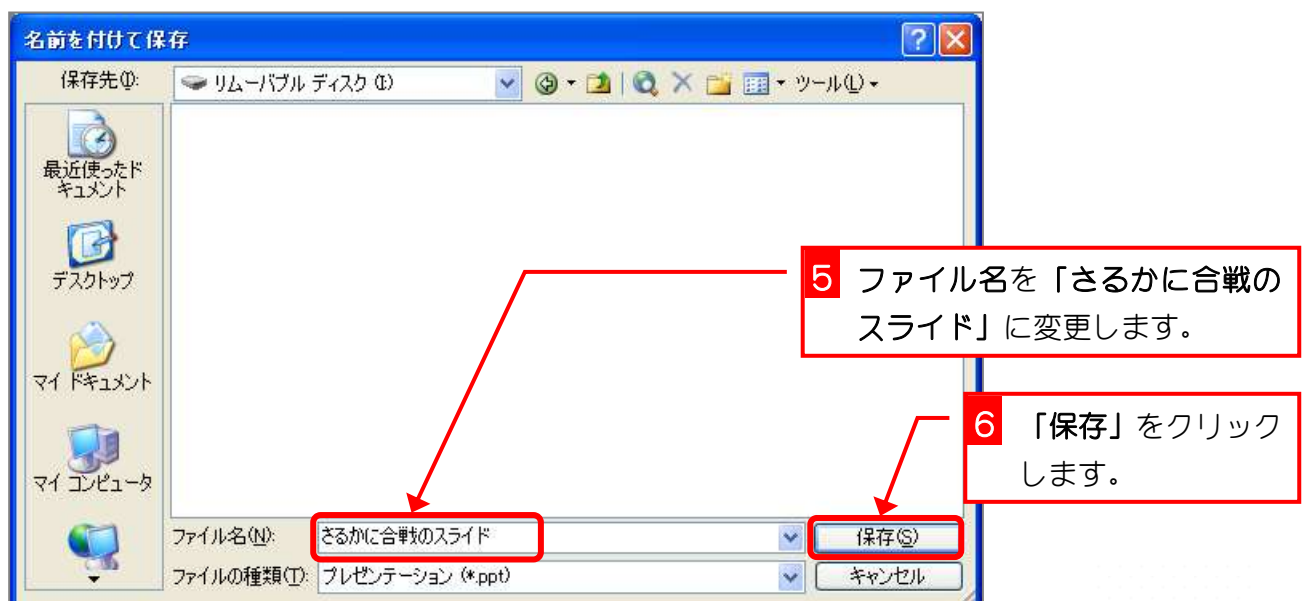 名前を付けて保存
保存先(I):
リムーバブル ディスク (I:)
ツール(L)
最近使ったド
キュメント
デスクトップ
マイ ドキュメント
マイ コンピュータ
5 ファイル名を「さるかに合戦の
スライド」に変更します。
6 「保存」をクリック
します。
ファイル名(N):
さるかに合戦のスライド
保存(S)
ファイルの種類(T):
プレゼンテーション (*.ppt)
キャンセル